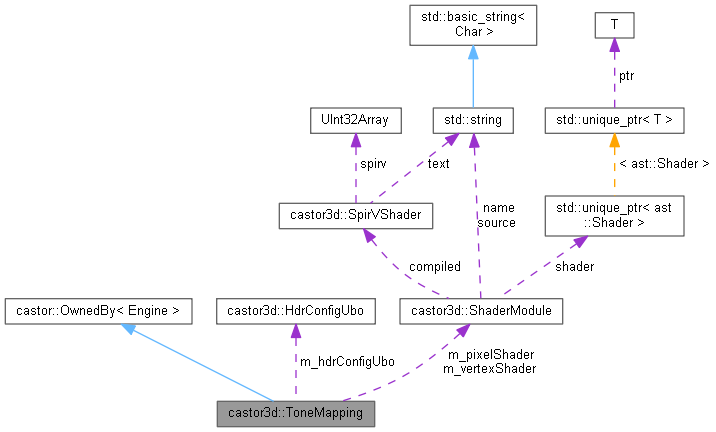 std::basic_string<
Char >
T
ptr
UInt32Array
std::string
std::unique_ptr< T >
spirv
text
< ast::Shader >
castor3d::SpirVShader
name
source
std::unique_ptr< ast
::Shader >
compiled
shader
castor::OwnedBy< Engine >
castor3d::HdrConfigUbo
castor3d::ShaderModule
m_hdrConfigUbo
m_pixelShader
m_vertexShader
castor3d::ToneMapping